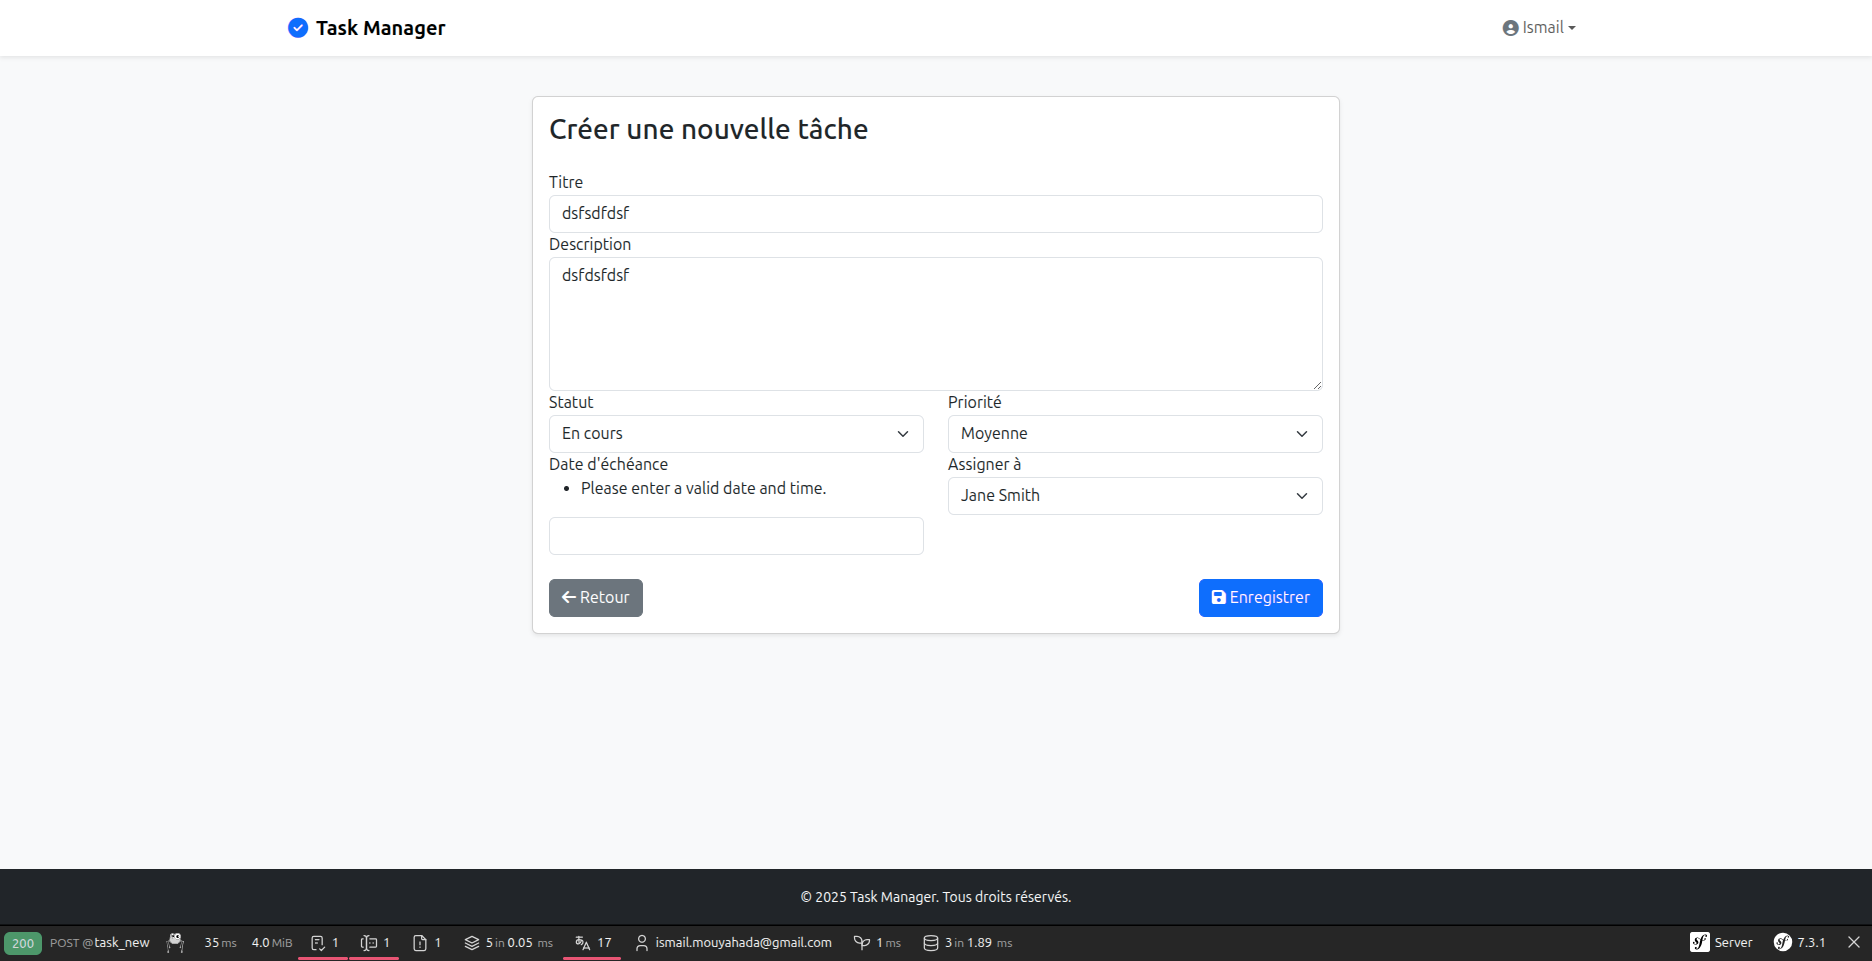 Task Manager
Ismail
Créer une nouvelle tâche
Titre
dsfsdfdsf
Description
dsfdsfdsf
Statut
Priorité
En cours
Moyenne
Date d'échéance
Assigner à
Please enter a valid date and time.
Jane Smith
Retour
Enregistrer
© 2025 Task Manager. Tous droits réservés.
200 POST @task_new 35 ms 4.0 MiB 1 1 1 5 in 0.05 ms 17 ismail.mouyahada@gmail.com 1 ms 3 in 1.89 ms Server 7.3.1